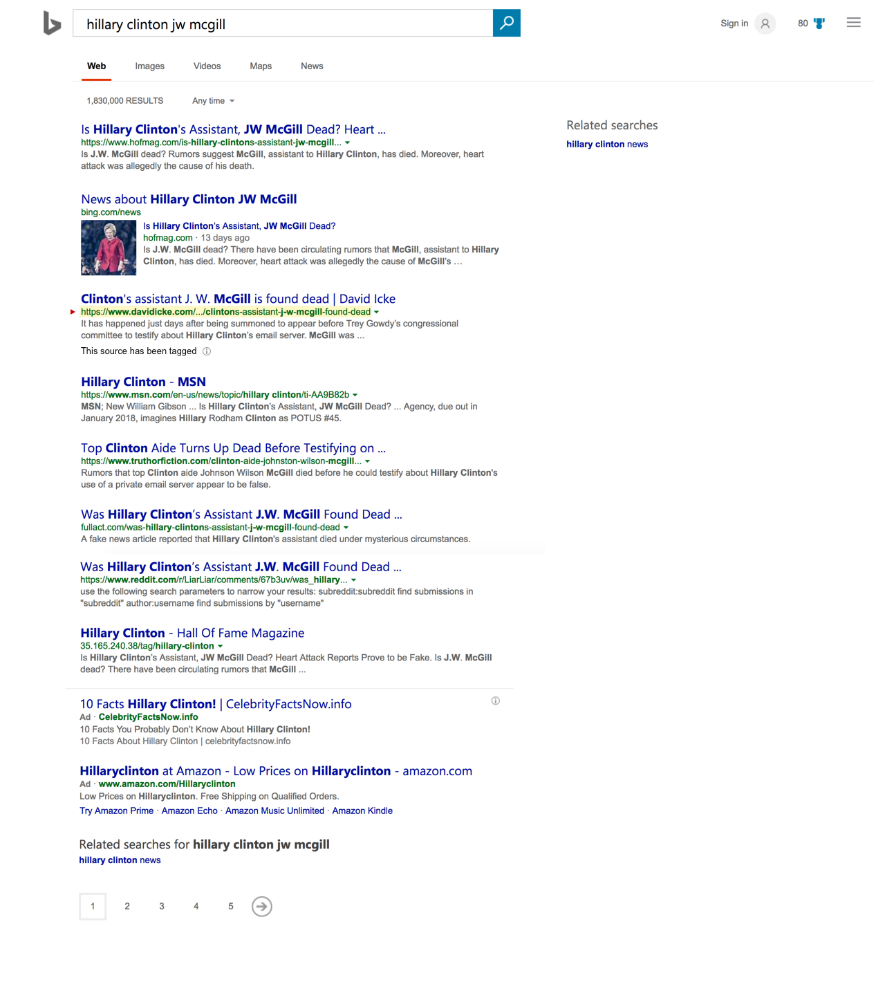 hillary clinton jw mcgill
Sign in
80
Web Images Videos Maps News
1,830,000 RESULTS Any time
Is Hillary Clinton's Assistant, JW McGill Dead? Heart ...
https://www.hofmag.com/is-hillary-clintons-assistant-jw-mcgill...
Is J.W. McGill dead? Rumors suggest McGill, assistant to Hillary Clinton, has died. Moreover, heart
attack was allegedly the cause of his death.
Related searches
hillary clinton news
News about Hillary Clinton JW McGill
bing.com/news
Is Hillary Clinton's Assistant, JW McGill Dead?
hofmag.com · 13 days ago
Is J.W. McGill dead? There have been circulating rumors that McGill, assistant to Hillary
Clinton, has died. Moreover, heart attack was allegedly the cause of McGill's …
Clinton's assistant J. W. McGill is found dead | David Icke
https://www.davidicke.com/.../clintons-assistant-j-w-mcgill-found-dead
It has happened just days after being summoned to appear before Trey Gowdy's congressional
committee to testify about Hillary Clinton's email server. McGill was ...
This source has been tagged
Hillary Clinton - MSN
https://www.msn.com/en-us/news/topic/hillary clinton/ti-AA9B82b
MSN; New William Gibson ... Is Hillary Clinton's Assistant, JW McGill Dead? ... Agency, due out in
January 2018, imagines Hillary Rodham Clinton as POTUS #45.
Top Clinton Aide Turns Up Dead Before Testifying on ...
https://www.truthorfiction.com/clinton-aide-johnston-wilson-mcgill...
Rumors that top Clinton aide Johnson Wilson McGill died before he could testify about Hillary Clinton's
use of a private email server appear to be false.
Was Hillary Clinton's Assistant J.W. McGill Found Dead ...
fullact.com/was-hillary-clintons-assistant-j-w-mcgill-found-dead
A fake news article reported that Hillary Clinton's assistant died under mysterious circumstances.
Was Hillary Clinton's Assistant J.W. McGill Found Dead ...
https://www.reddit.com/r/LiarLiar/comments/67b3uv/was_hillary...
use the following search parameters to narrow your results: subreddit:subreddit find submissions in
"subreddit" author:username find submissions by "username"
Hillary Clinton - Hall Of Fame Magazine
35.165.240.38/tag/hillary-clinton
Is Hillary Clinton's Assistant, JW McGill Dead? Heart Attack Reports Prove to be Fake. Is J.W. McGill
dead? There have been circulating rumors that McGill ...
10 Facts Hillary Clinton! | CelebrityFactsNow.info
Ad · CelebrityFactsNow.info
10 Facts You Probably Don't Know About Hillary Clinton!
10 Facts About Hillary Clinton | celebrityfactsnow.info
Hillaryclinton at Amazon - Low Prices on Hillaryclinton - amazon.com
Ad · www.amazon.com/Hillaryclinton
Low Prices on Hillaryclinton. Free Shipping on Qualified Orders.
Try Amazon Prime · Amazon Echo · Amazon Music Unlimited · Amazon Kindle
Related searches for hillary clinton jw mcgill
hillary clinton news
1 2 3 4 5